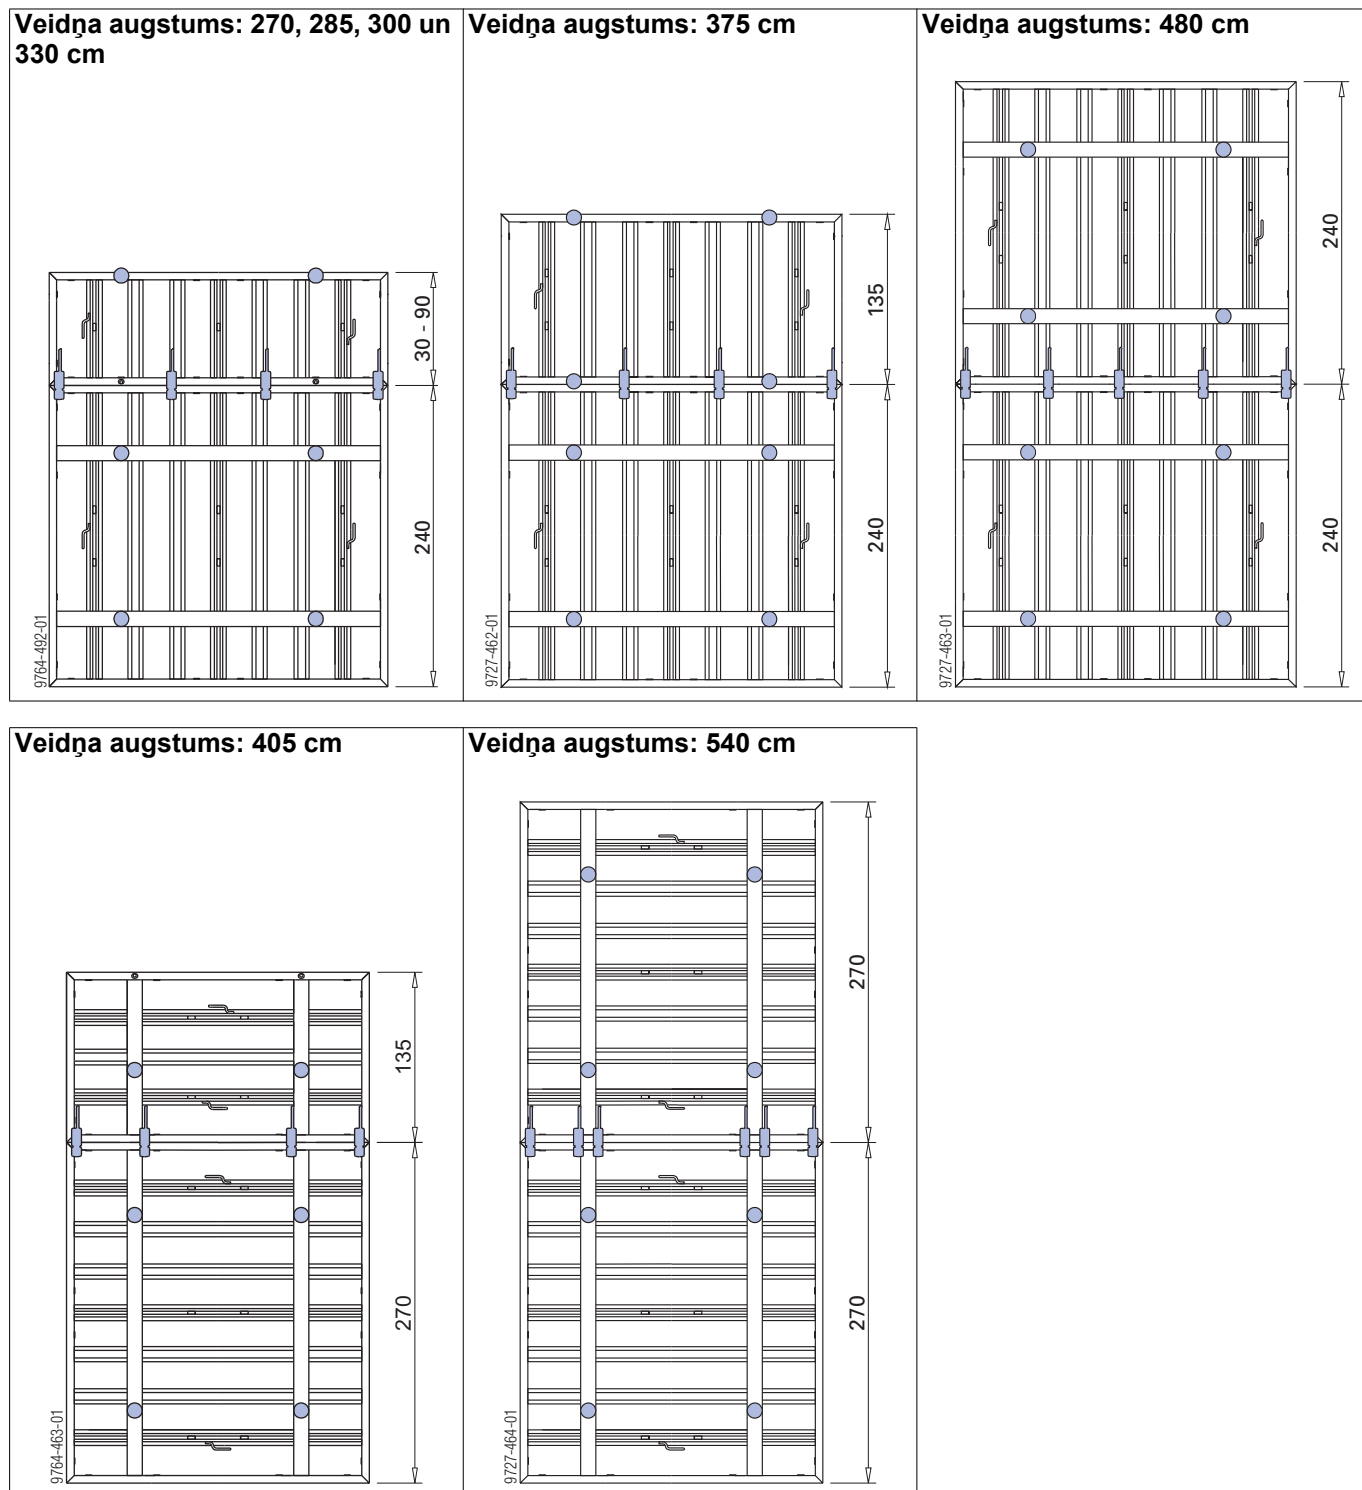 Veidņa augstums: 270, 285, 300 un
330 cm
30 - 90
240
9764-492-01
Veidņa augstums: 375 cm
135
240
9727-462-01
Veidņa augstums: 480 cm
240
240
9727-463-01
Veidņa augstums: 405 cm
135
270
9764-463-01
Veidņa augstums: 540 cm
270
270
9727-464-01